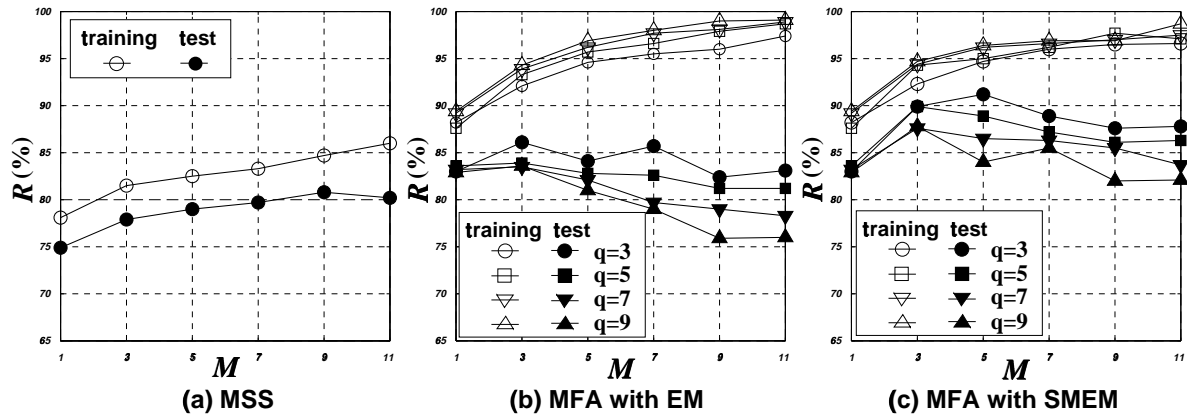 100
95
90
85
80
75
70
65
R (%)
training test
1 3 5 7 9 11
M
(a) MSS
100
95
90
85
80
75
70
65
R (%)
training test
q=3
q=5
q=7
q=9
1 3 5 7 9 11
M
(b) MFA with EM
100
95
90
85
80
75
70
65
R (%)
training test
q=3
q=5
q=7
q=9
1 3 5 7 9 11
M
(c) MFA with SMEM